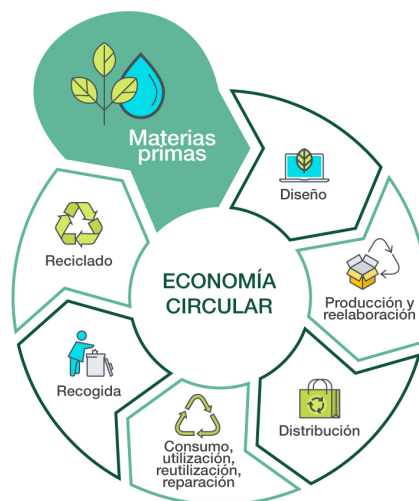 Materias
primas
Diseño
Producción y
reelaboración
Distribución
Consumo,
utilización,
reutilización,
reparación
Recogida
Reciclado
ECONOMÍA
CIRCULAR